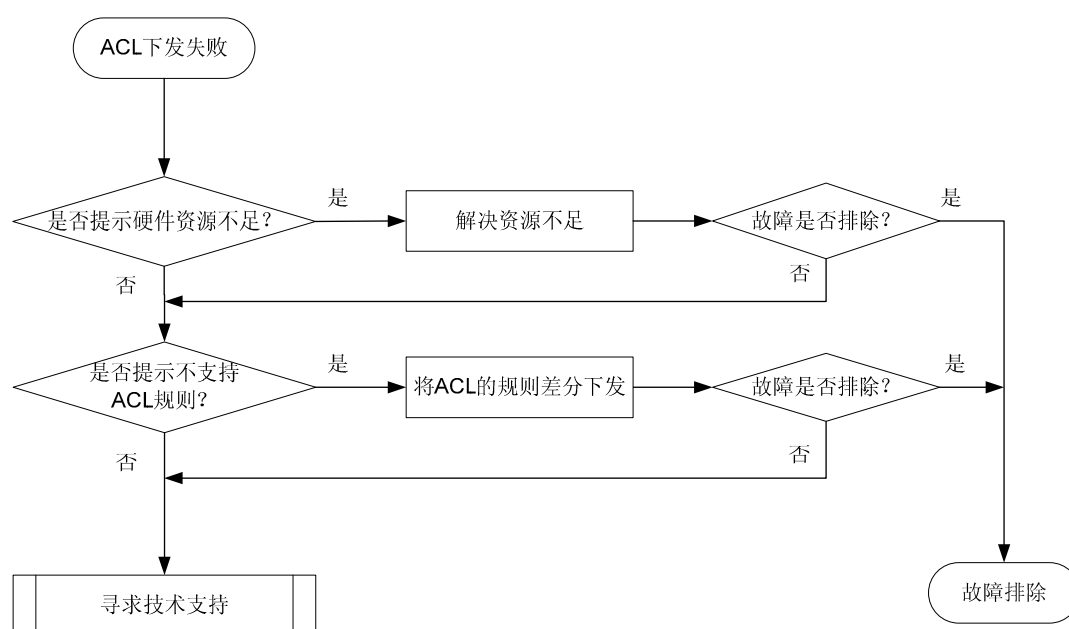 ACL下发失败
是
是
是否提示硬件资源不足？
解决资源不足
故障是否排除？
否
否
是否提示不支持
ACL规则？
是
将ACL的规则差分下发
故障是否排除？
是
否
否
寻求技术支持
故障排除